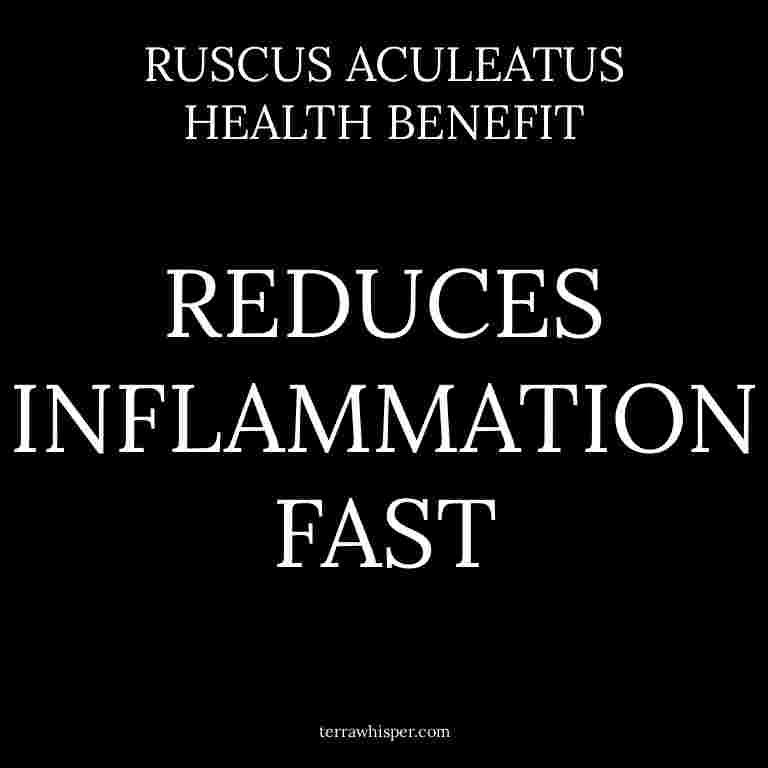 RUSCUS ACULEATUS
HEALTH BENEFIT
REDUCES
INFLAMMATION
FAST
terrawhisper.com